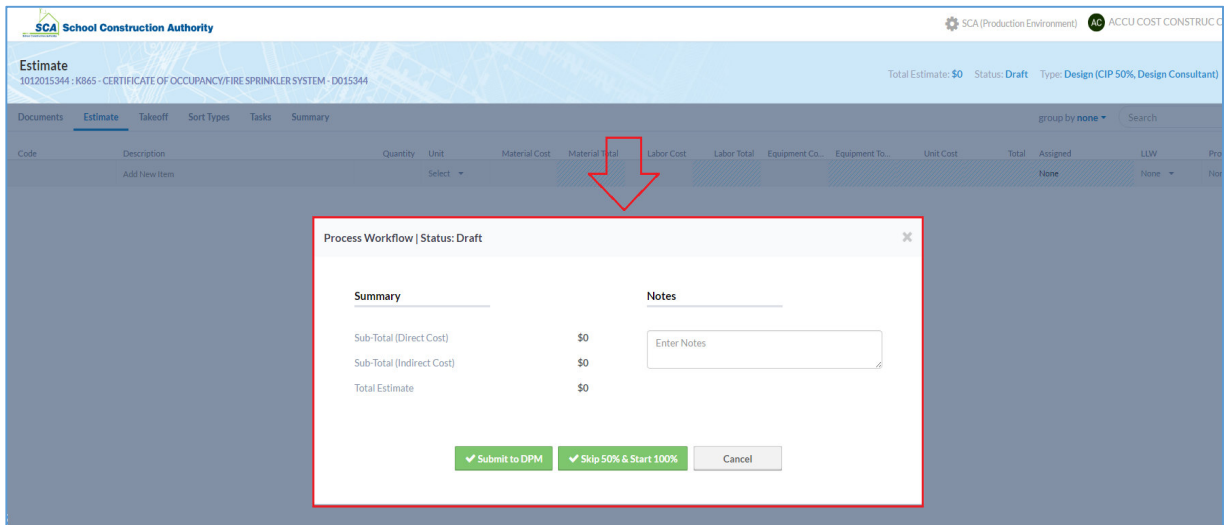 SCA School Construction Authority
SCA (Production Environment) AC ACCU COST CONSTRUC C
Estimate
1012015344 : K865 - CERTIFICATE OF OCCUPANCY/FIRE SPRINKLER SYSTEM - D015344
Total Estimate: $0 Status: Draft Type: Design (CIP 50%, Design Consultant)
Documents Estimate Takeoff Sort Types Tasks Summary group by none Search
Code Description Quantity Unit Material Cost Material Total Labor Cost Labor Total Equipment Co... Equipment To... Unit Cost Total Assigned LLW Pro
Add New Item Select None None Non
Process Workflow | Status: Draft
Summary Notes
Sub-Total (Direct Cost) $0 Enter Notes
Sub-Total (Indirect Cost) $0
Total Estimate $0
Submit to DPM Skip 50% & Start 100% Cancel